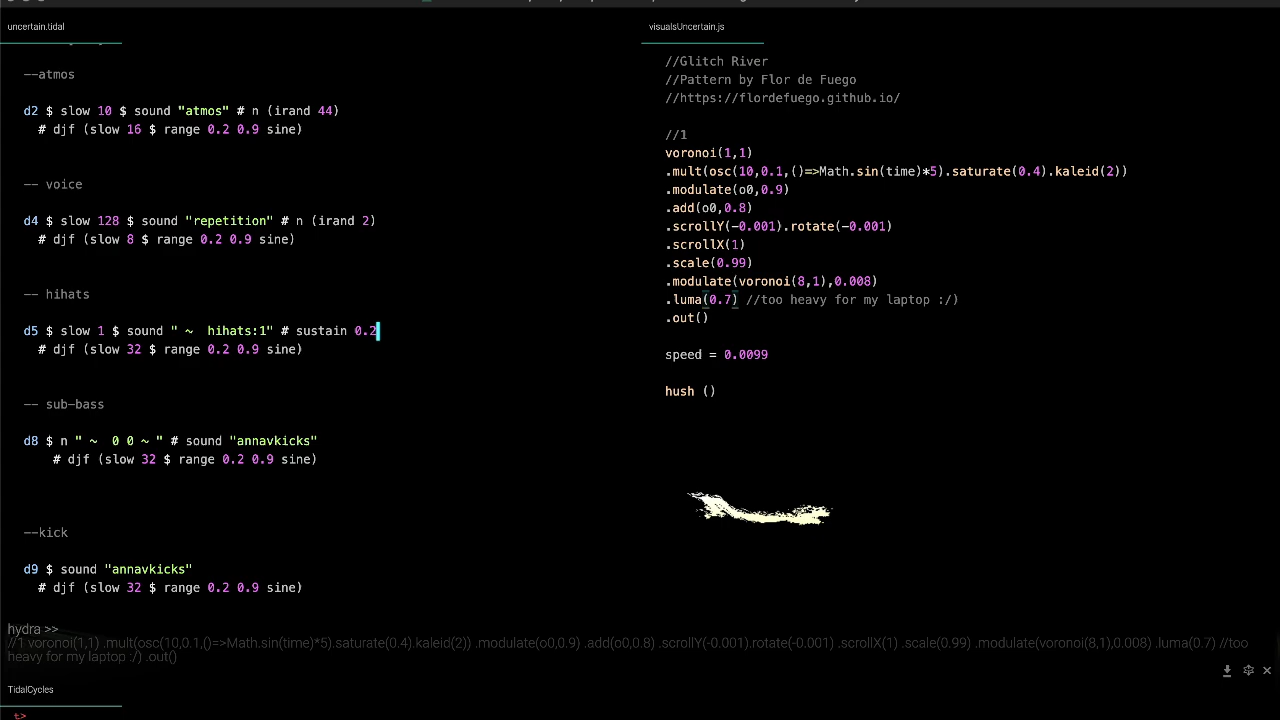 uncertain.tidal
--atmos
d2 $ slow 10 $ sound "atmos" # n (irand 44)
# djf (slow 16 $ range 0.2 0.9 sine)
-- voice
d4 $ slow 128 $ sound "repetition" # n (irand 2)
# djf (slow 8 $ range 0.2 0.9 sine)
-- hihats
d5 $ slow 1 $ sound " ~  hihats:1" # sustain 0.2
# djf (slow 32 $ range 0.2 0.9 sine)
-- sub-bass
d8 $ n " ~  0 0 ~ " # sound "annavkicks"
# djf (slow 32 $ range 0.2 0.9 sine)
--kick
d9 $ sound "annavkicks"
# djf (slow 32 $ range 0.2 0.9 sine)
visualsUncertain.js
//Glitch River
//Pattern by Flor de Fuego
//https://flordefuego.github.io/
//1
voronoi(1,1)
.mult(osc(10,0.1,()=>Math.sin(time)*5).saturate(0.4).kaleid(2))
.modulate(o0,0.9)
.add(o0,0.8)
.scrollY(-0.001).rotate(-0.001)
.scrollX(1)
.scale(0.99)
.modulate(voronoi(8,1),0.008)
.luma(0.7) //too heavy for my laptop :/)
.out()
speed = 0.0099
hush ()
hydra >>
//1 voronoi(1,1) .mult(osc(10,0.1,()=>Math.sin(time)*5).saturate(0.4).kaleid(2)) .modulate(o0,0.9) .add(o0,0.8) .scrollY(-0.001).rotate(-0.001) .scrollX(1) .scale(0.99) .modulate(voronoi(8,1),0.008) .luma(0.7) //too
heavy for my laptop :/) .out()
TidalCycles
t>